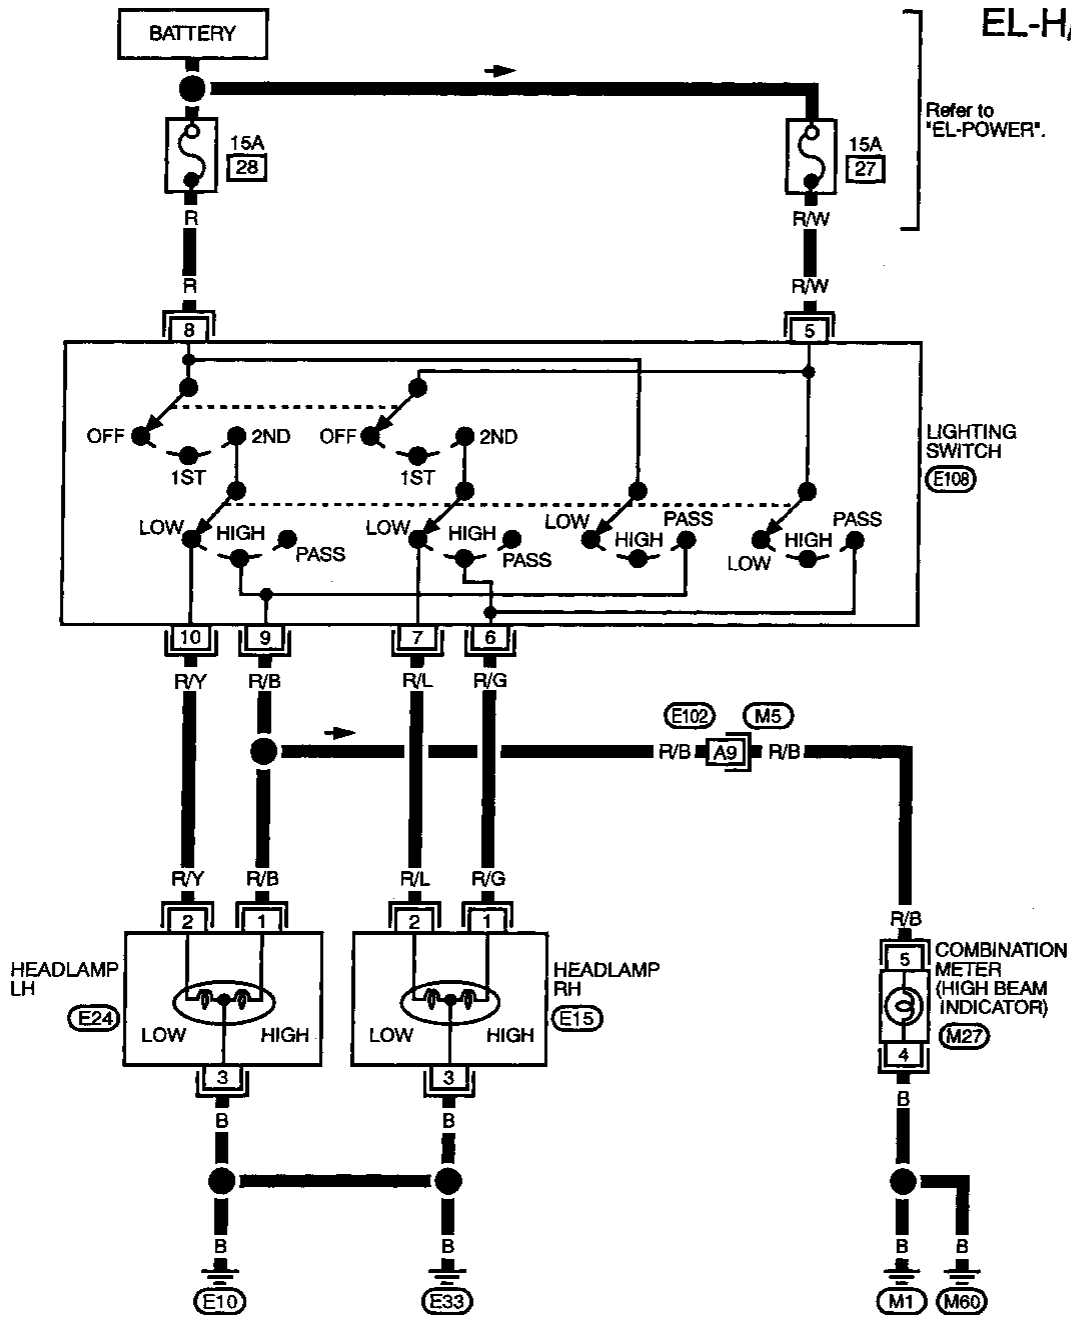 EL-H/
BATTERY
Refer to
"EL-POWER".
15A
28
15A
27
R
R/W
R
R/W
8
5
OFF
2ND
1ST
OFF
2ND
1ST
LIGHTING
SWITCH
E108
LOW
HIGH
PASS
LOW
HIGH
PASS
LOW
HIGH
PASS
LOW
HIGH
PASS
10
9
7
6
R/Y
R/B
R/L
R/G
E102
M5
R/B
A9
R/B
R/Y
R/B
R/L
R/G
R/B
2
1
2
1
5
COMBINATION
METER
(HIGH BEAM
INDICATOR)
M27
HEADLAMP
LH
E24
LOW
HIGH
HEADLAMP
RH
E15
LOW
HIGH
4
3
3
B
B
B
B
B
B
B
E10
E33
M1
M60